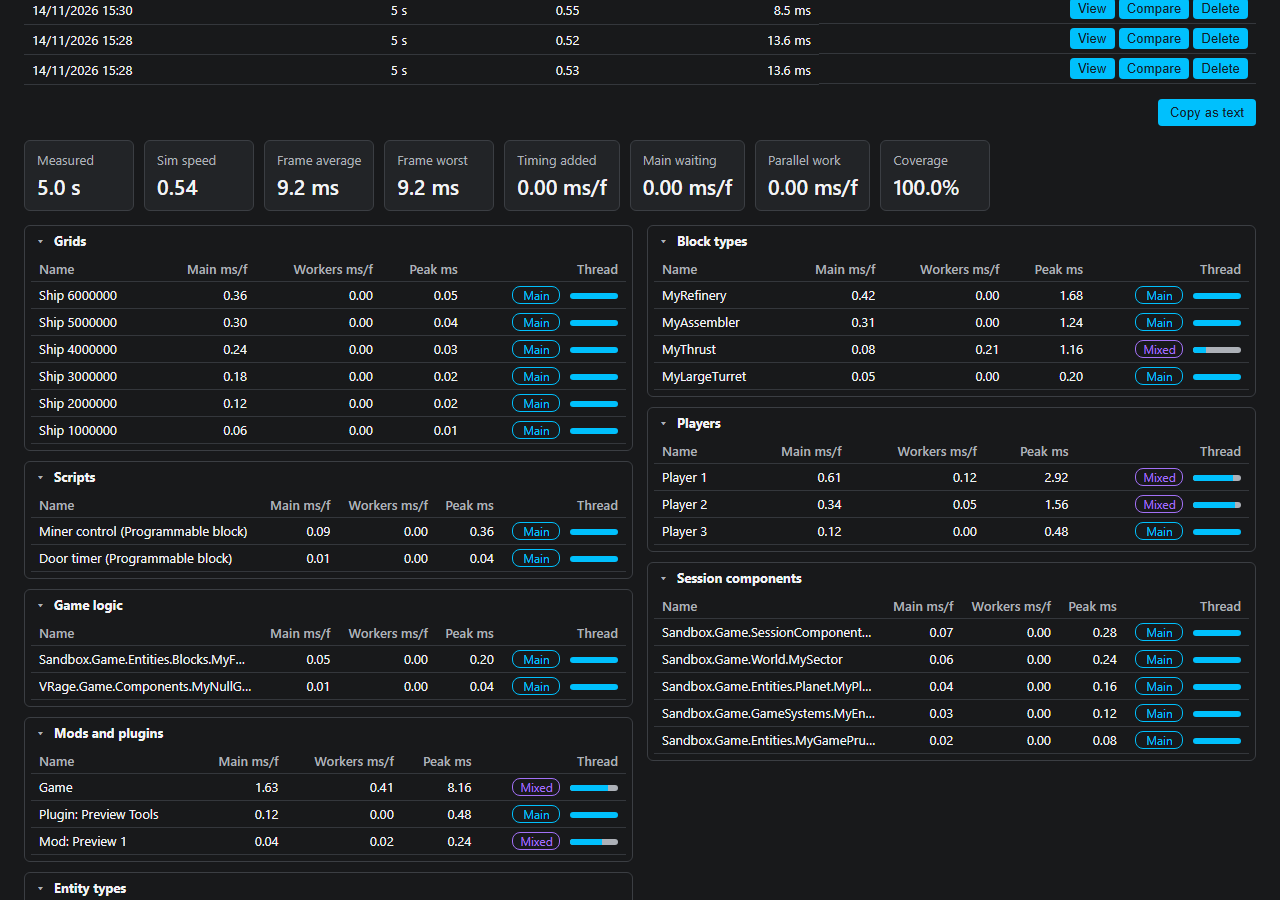 14/11/2026 15:30 5 s 0.55 8.5 ms View Compare Delete
14/11/2026 15:28 5 s 0.52 13.6 ms View Compare Delete
14/11/2026 15:28 5 s 0.53 13.6 ms View Compare Delete
Copy as text
Measured Sim speed Frame average Frame worst Timing added Main waiting Parallel work Coverage
5.0 s 0.54 9.2 ms 9.2 ms 0.00 ms/f 0.00 ms/f 0.00 ms/f 100.0%
Grids
Name Main ms/f Workers ms/f Peak ms Thread
Ship 6000000 0.36 0.00 0.05 Main
Ship 5000000 0.30 0.00 0.04 Main
Ship 4000000 0.24 0.00 0.03 Main
Ship 3000000 0.18 0.00 0.02 Main
Ship 2000000 0.12 0.00 0.02 Main
Ship 1000000 0.06 0.00 0.01 Main
Scripts
Name Main ms/f Workers ms/f Peak ms Thread
Miner control (Programmable block) 0.09 0.00 0.36 Main
Door timer (Programmable block) 0.01 0.00 0.04 Main
Game logic
Name Main ms/f Workers ms/f Peak ms Thread
Sandbox.Game.Entities.Blocks.MyF... 0.05 0.00 0.20 Main
VRage.Game.Components.MyNullG... 0.01 0.00 0.04 Main
Mods and plugins
Name Main ms/f Workers ms/f Peak ms Thread
Game 1.63 0.41 8.16 Mixed
Plugin: Preview Tools 0.12 0.00 0.48 Main
Mod: Preview 1 0.04 0.02 0.24 Mixed
Entity types
Block types
Name Main ms/f Workers ms/f Peak ms Thread
MyRefinery 0.42 0.00 1.68 Main
MyAssembler 0.31 0.00 1.24 Main
MyThrust 0.08 0.21 1.16 Mixed
MyLargeTurret 0.05 0.00 0.20 Main
Players
Name Main ms/f Workers ms/f Peak ms Thread
Player 1 0.61 0.12 2.92 Mixed
Player 2 0.34 0.05 1.56 Mixed
Player 3 0.12 0.00 0.48 Main
Session components
Name Main ms/f Workers ms/f Peak ms Thread
Sandbox.Game.SessionComponent... 0.07 0.00 0.28 Main
Sandbox.Game.World.MySector 0.06 0.00 0.24 Main
Sandbox.Game.Entities.Planet.MyPl... 0.04 0.00 0.16 Main
Sandbox.Game.GameSystems.MyEn... 0.03 0.00 0.12 Main
Sandbox.Game.Entities.MyGamePru... 0.02 0.00 0.08 Main